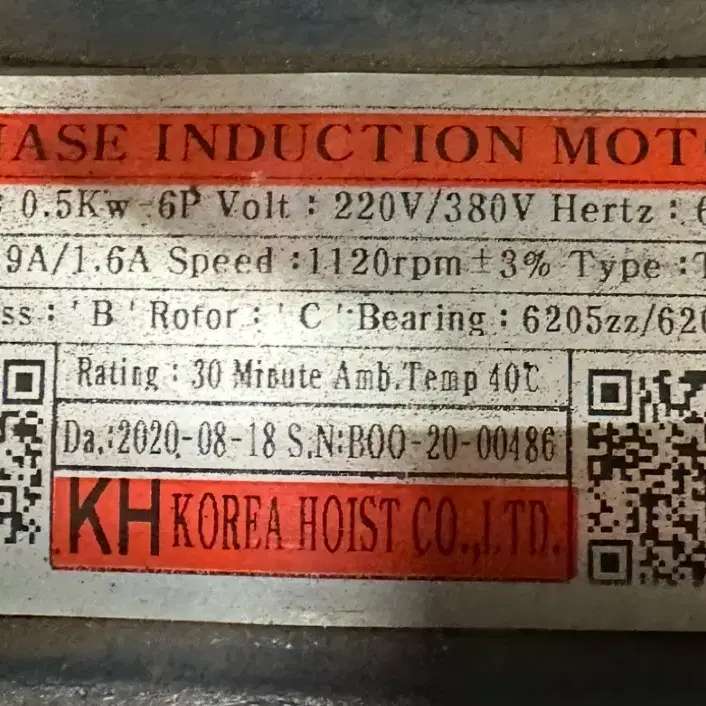 HASE INDUCTION MOT
: 0.5Kw-6P Volt : 220V/380V Hertz : 6
9A/1.6A Speed :1120rpm±3% Type :T
ss : 'B' Rotor : 'C' Bearing : 6205zz/620
Rating : 30 Minute Amb.Temp 40℃
Da.:2020-08-18 S.N:BOO-20-00486
KH KOREA HOIST CO.,LTD.